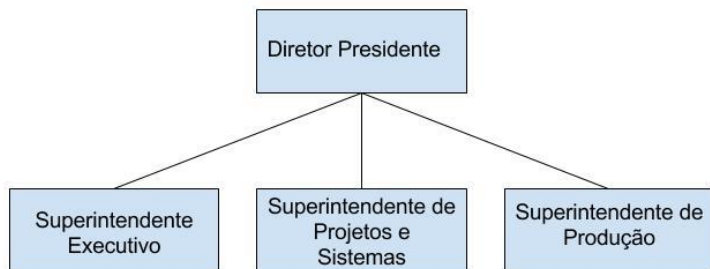 Diretor Presidente
Superintendente
Executivo
Superintendente de
Projetos e
Sistemas
Superintendente de
Produção